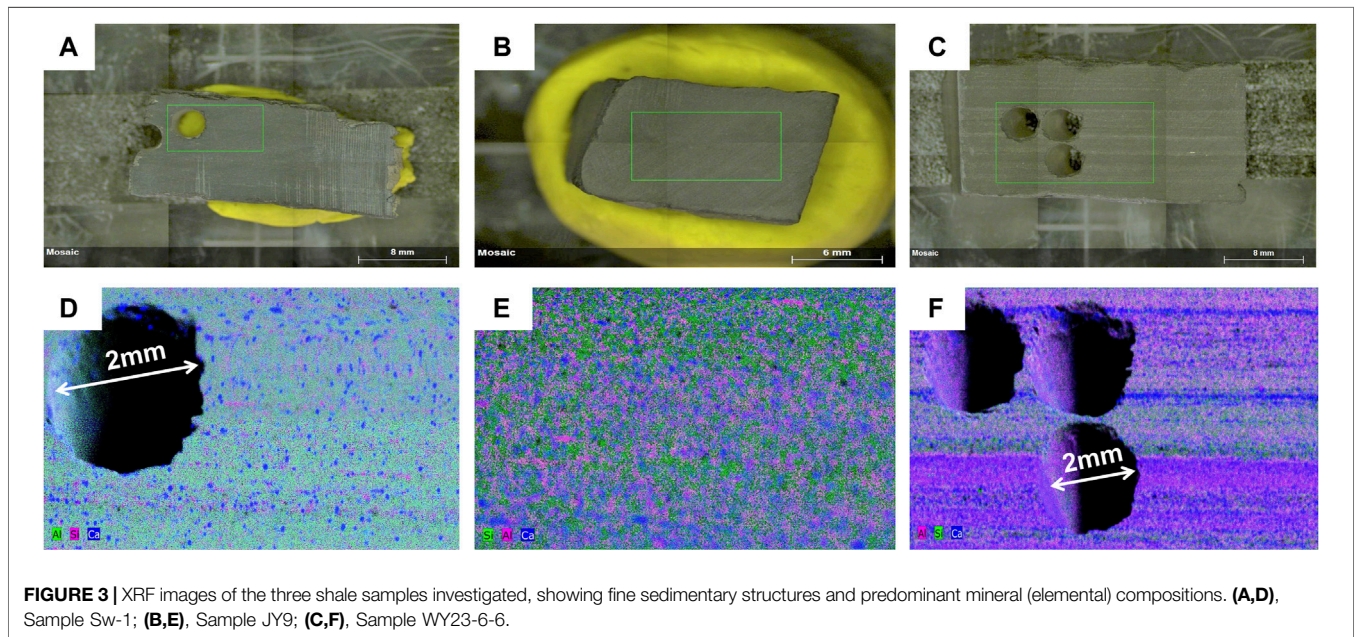 A
B
C
Mosaic
8 mm
Mosaic
6 mm
Mosaic
8 mm
D
E
F
2mm
2mm
Al Si Ca
Si Al Ca
Al Si Ca
FIGURE 3 | XRF images of the three shale samples investigated, showing fine sedimentary structures and predominant mineral (elemental) compositions. (A,D),
Sample Sw-1; (B,E), Sample JY9; (C,F), Sample WY23-6-6.